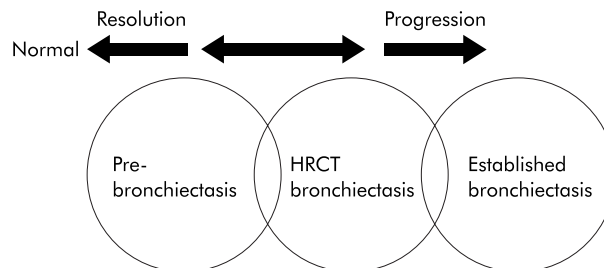 Resolution
Progression
Normal
Pre-
bronchiectasis
HRCT
bronchiectasis
Established
bronchiectasis